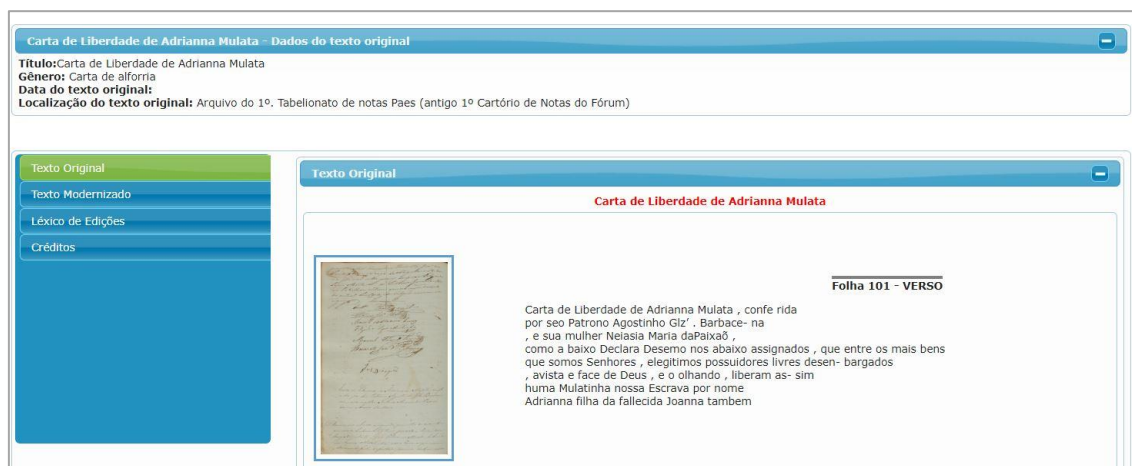 Carta de Liberdade de Adrianna Mulata - Dados do texto original
Título:Carta de Liberdade de Adrianna Mulata
Gênero: Carta de alforria
Data do texto original:
Localização do texto original: Arquivo do 1º. Tabelionato de notas Paes (antigo 1º Cartório de Notas do Fórum)
Texto Original
Texto Modernizado
Léxico de Edições
Créditos
Texto Original
Carta de Liberdade de Adrianna Mulata
Folha 101 - VERSO
Carta de Liberdade de Adrianna Mulata , confe rida
por seo Patrono Agostinho Glz' . Barbace- na
, e sua mulher Neiasia Maria daPaixaõ ,
como a baixo Declara Desemo nos abaixo assignados , que entre os mais bens
que somos Senhores , elegitimos possuidores livres desen- bargados
, avista e face de Deus , e o olhando , liberam as- sim
huma Mulatinha nossa Escrava por nome
Adrianna filha da fallecida Joanna tambem